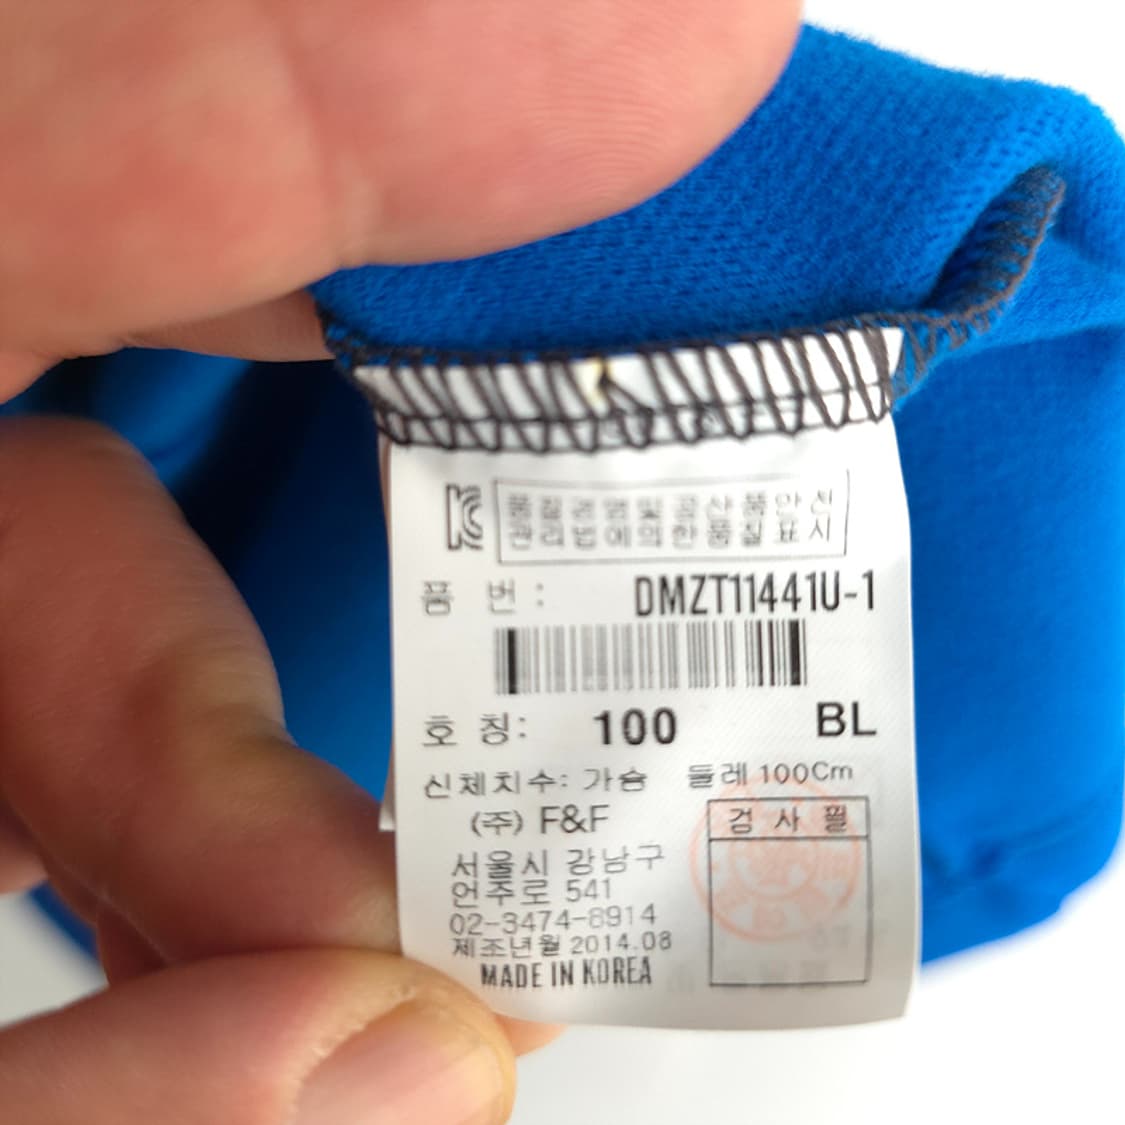 품질경영및공산품안전
관리법에의한품질표시
품 번: DMZT11441U-1
호 칭: 100 BL
신체치수: 가슴 둘레 100Cm
(주) F&F
검 사 필
서울시 강남구
언주로 541
02-3474-8914
제조년월 2014.08
MADE IN KOREA